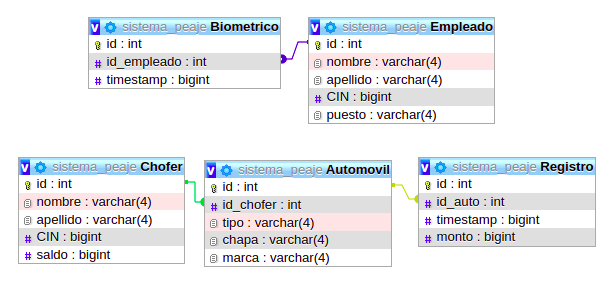 sistema_peaje Biometrico
id : int
id_empleado : int
timestamp : bigint
sistema_peaje Empleado
id : int
nombre : varchar(4)
apellido : varchar(4)
CIN : bigint
puesto : varchar(4)
sistema_peaje Chofer
id : int
nombre : varchar(4)
apellido : varchar(4)
CIN : bigint
saldo : bigint
sistema_peaje Automovil
id : int
id_chofer : int
tipo : varchar(4)
chapa : varchar(4)
marca : varchar(4)
sistema_peaje Registro
id : int
id_auto : int
timestamp : bigint
monto : bigint